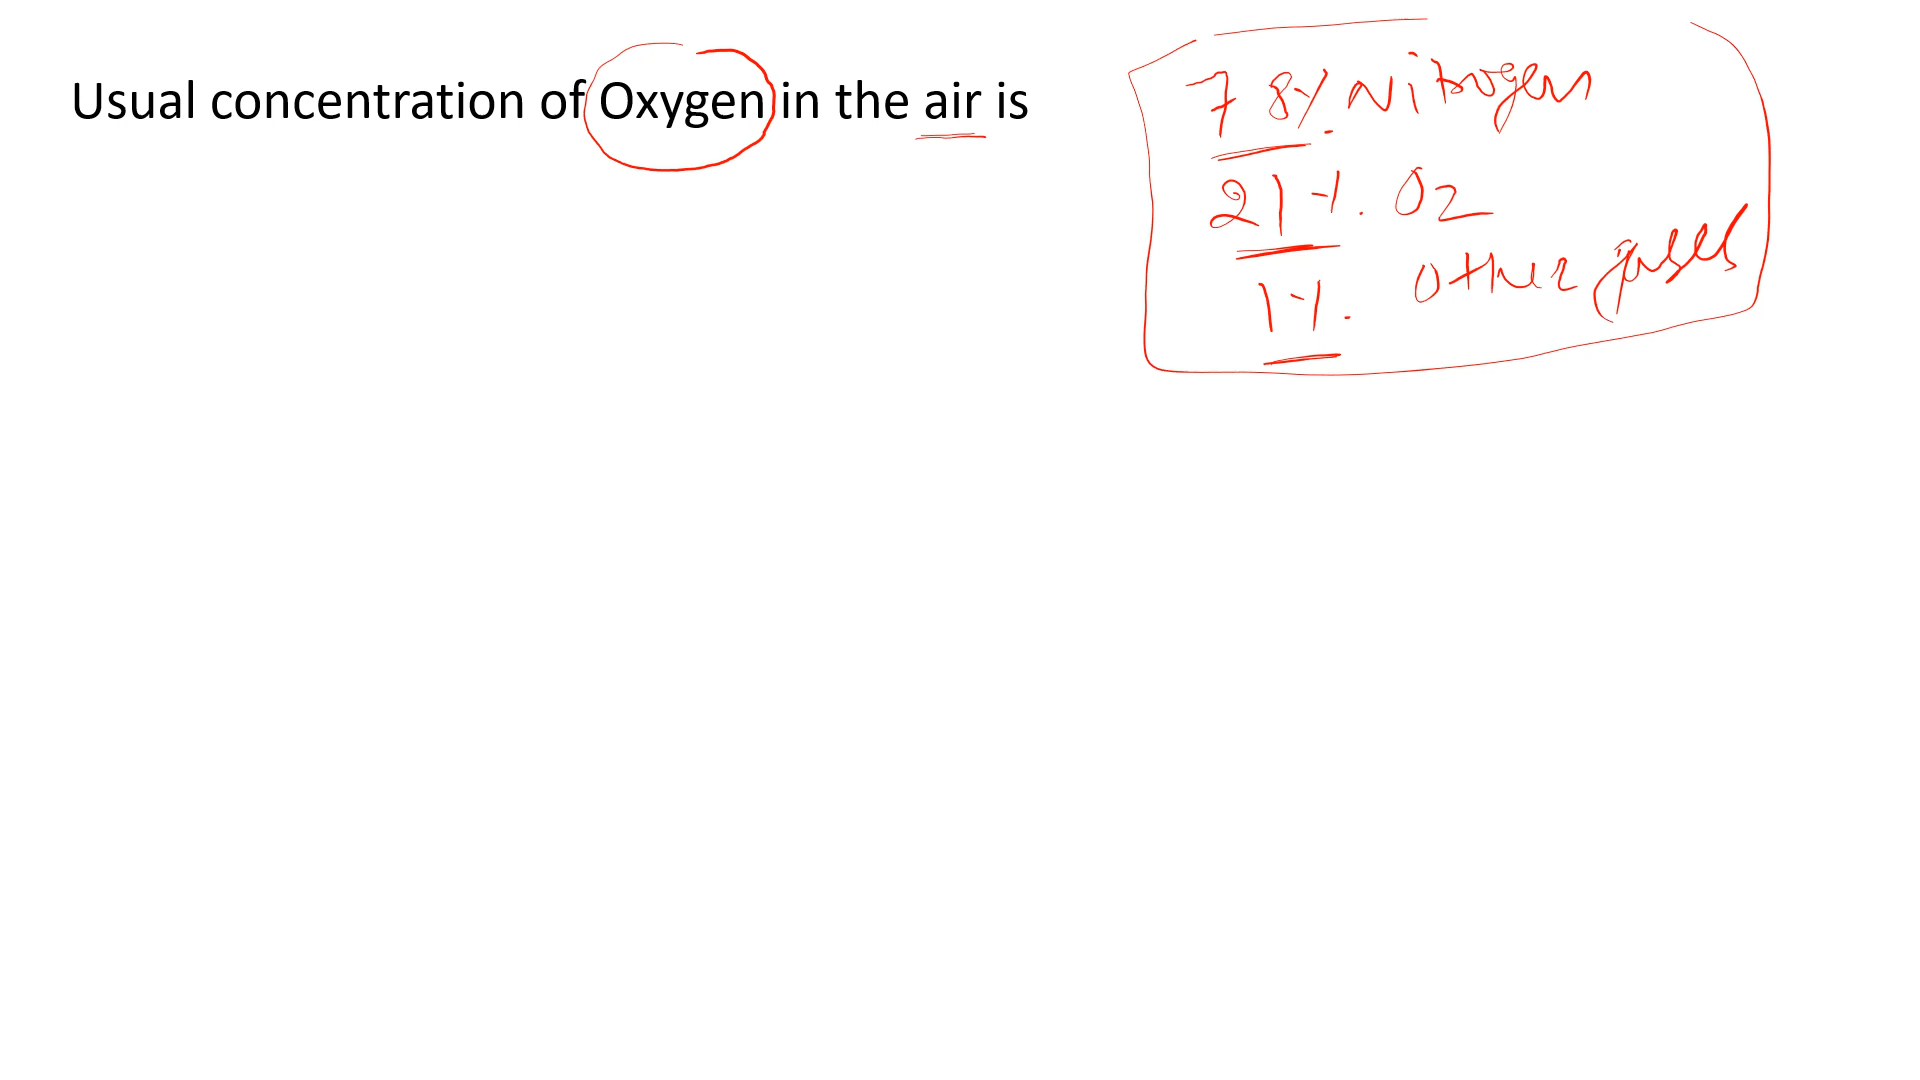 Usual concentration of Oxygen in the air is
78% Nitrogen
21%. O2
1%. other gases